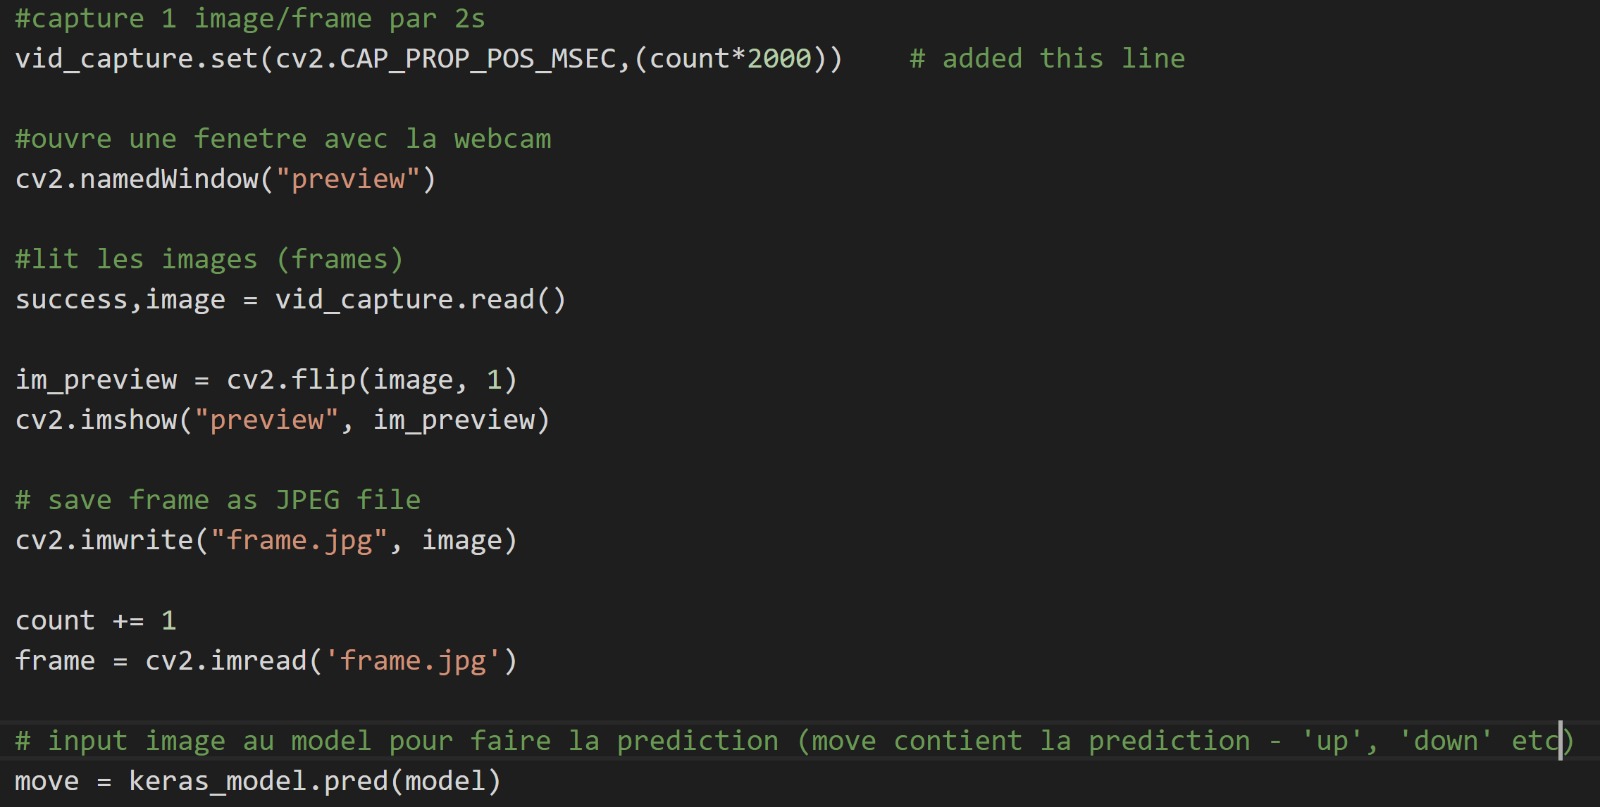 #capture 1 image/frame par 2s
vid_capture.set(cv2.CAP_PROP_POS_MSEC,(count*2000))    # added this line
#ouvre une fenetre avec la webcam
cv2.namedWindow("preview")
#lit les images (frames)
success,image = vid_capture.read()
im_preview = cv2.flip(image, 1)
cv2.imshow("preview", im_preview)
# save frame as JPEG file
cv2.imwrite("frame.jpg", image)
count += 1
frame = cv2.imread('frame.jpg')
# input image au model pour faire la prediction (move contient la prediction - 'up', 'down' etc)
move = keras_model.pred(model)